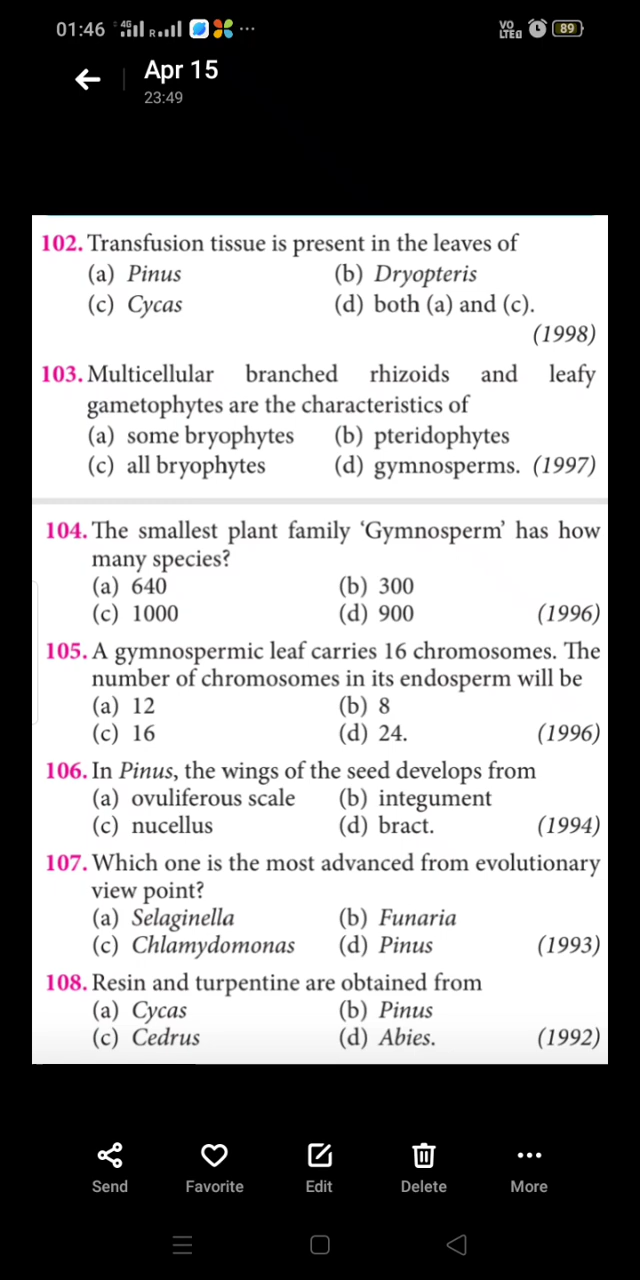 01:46 4G R ... VO LTE 89
Apr 15
23:49
102. Transfusion tissue is present in the leaves of
(a) Pinus (b) Dryopteris
(c) Cycas (d) both (a) and (c).
(1998)
103. Multicellular branched rhizoids and leafy
gametophytes are the characteristics of
(a) some bryophytes (b) pteridophytes
(c) all bryophytes (d) gymnosperms. (1997)
104. The smallest plant family ‘Gymnosperm’ has how
many species?
(a) 640 (b) 300
(c) 1000 (d) 900 (1996)
105. A gymnospermic leaf carries 16 chromosomes. The
number of chromosomes in its endosperm will be
(a) 12 (b) 8
(c) 16 (d) 24. (1996)
106. In Pinus, the wings of the seed develops from
(a) ovuliferous scale (b) integument
(c) nucellus (d) bract. (1994)
107. Which one is the most advanced from evolutionary
view point?
(a) Selaginella (b) Funaria
(c) Chlamydomonas (d) Pinus (1993)
108. Resin and turpentine are obtained from
(a) Cycas (b) Pinus
(c) Cedrus (d) Abies. (1992)
Send Favorite Edit Delete More